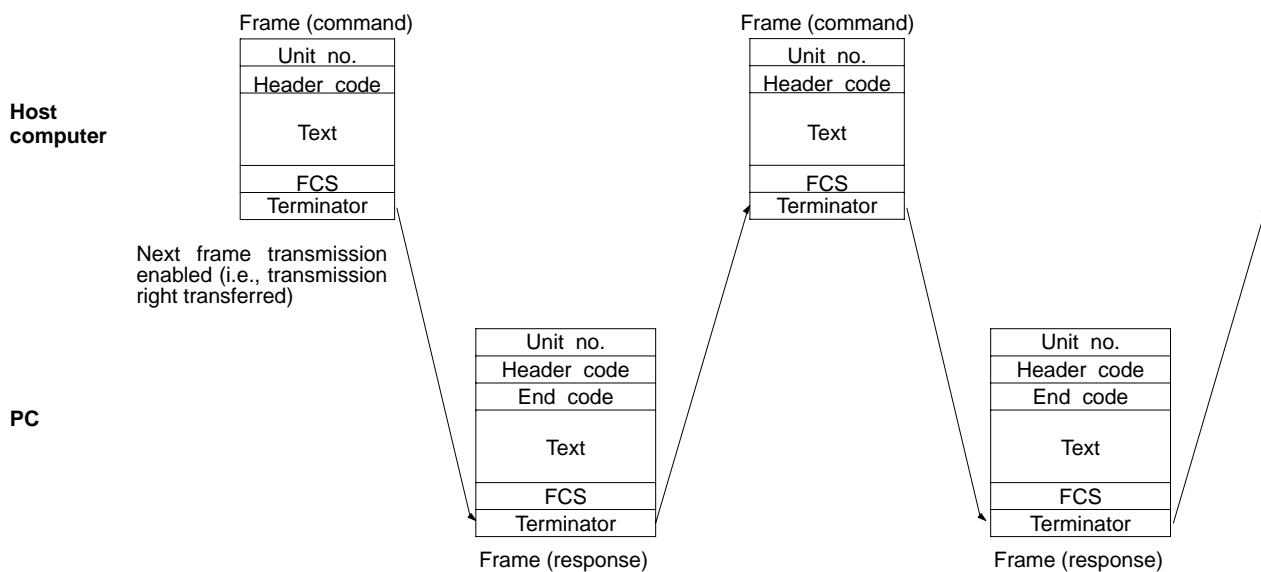 Frame (command)
Unit no.
Header code
Text
FCS
Terminator
Frame (command)
Unit no.
Header code
Text
FCS
Terminator
Host
computer
Next frame transmission
enabled (i.e., transmission
right transferred)
PC
Unit no.
Header code
End code
Text
FCS
Terminator
Frame (response)
Unit no.
Header code
End code
Text
FCS
Terminator
Frame (response)